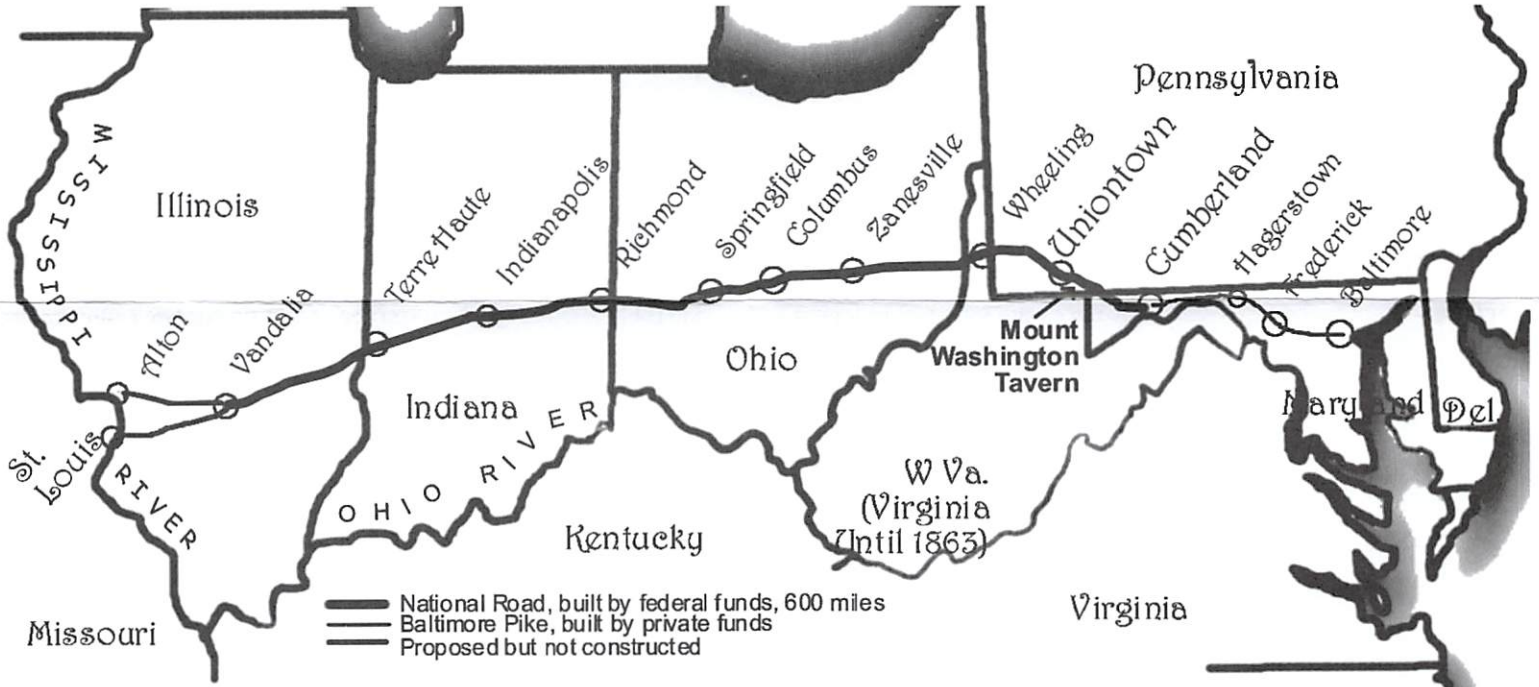 Pennsylvania
MISSISSIPPI
Illinois
Terre Haute
Indianapolis
Richmond
Springfield
Columbus
Zanesville
Wheeling
Uniontown
Cumberland
Hagerstown
Frederick
Baltimore
Alton
Vandalia
Mount
Washington
Tavern
Ohio
Indiana
Maryland
Del.
St.
Louis
RIVER
OHIO RIVER
W Va.
(Virginia
Until 1863)
Kentucky
Missouri
Virginia
National Road, built by federal funds, 600 miles
Baltimore Pike, built by private funds
Proposed but not constructed